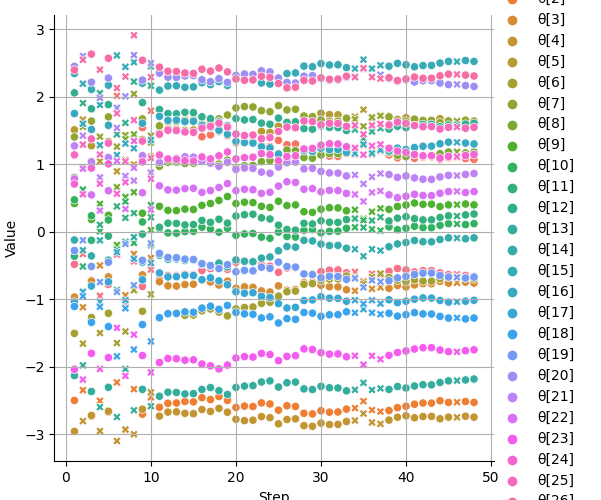 θ[2]
3
θ[3]
θ[4]
θ[5]
2
θ[6]
θ[7]
θ[8]
1
θ[9]
θ[10]
θ[11]
0
θ[12]
Value
θ[13]
θ[14]
−1
θ[15]
θ[16]
θ[17]
−2
θ[18]
θ[19]
θ[20]
−3
θ[21]
θ[22]
θ[23]
0 10 20 30 40 50
θ[24]
θ[25]
Step
θ[26]